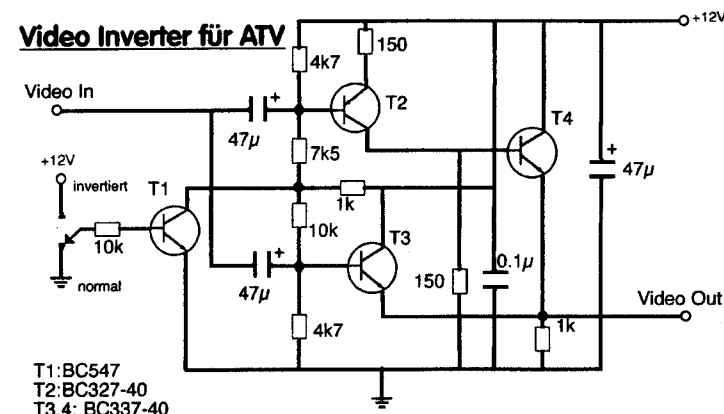 Video Inverter für ATV
+12V
150
4k7
Video In
T2
T4
47µ
7k5
47µ
+12V
invertiert
T1
1k
10k
10k
T3
0.1µ
normal
47µ
150
Video Out
4k7
1k
T1:BC547
T2:BC327-40
T3,4: BC337-40